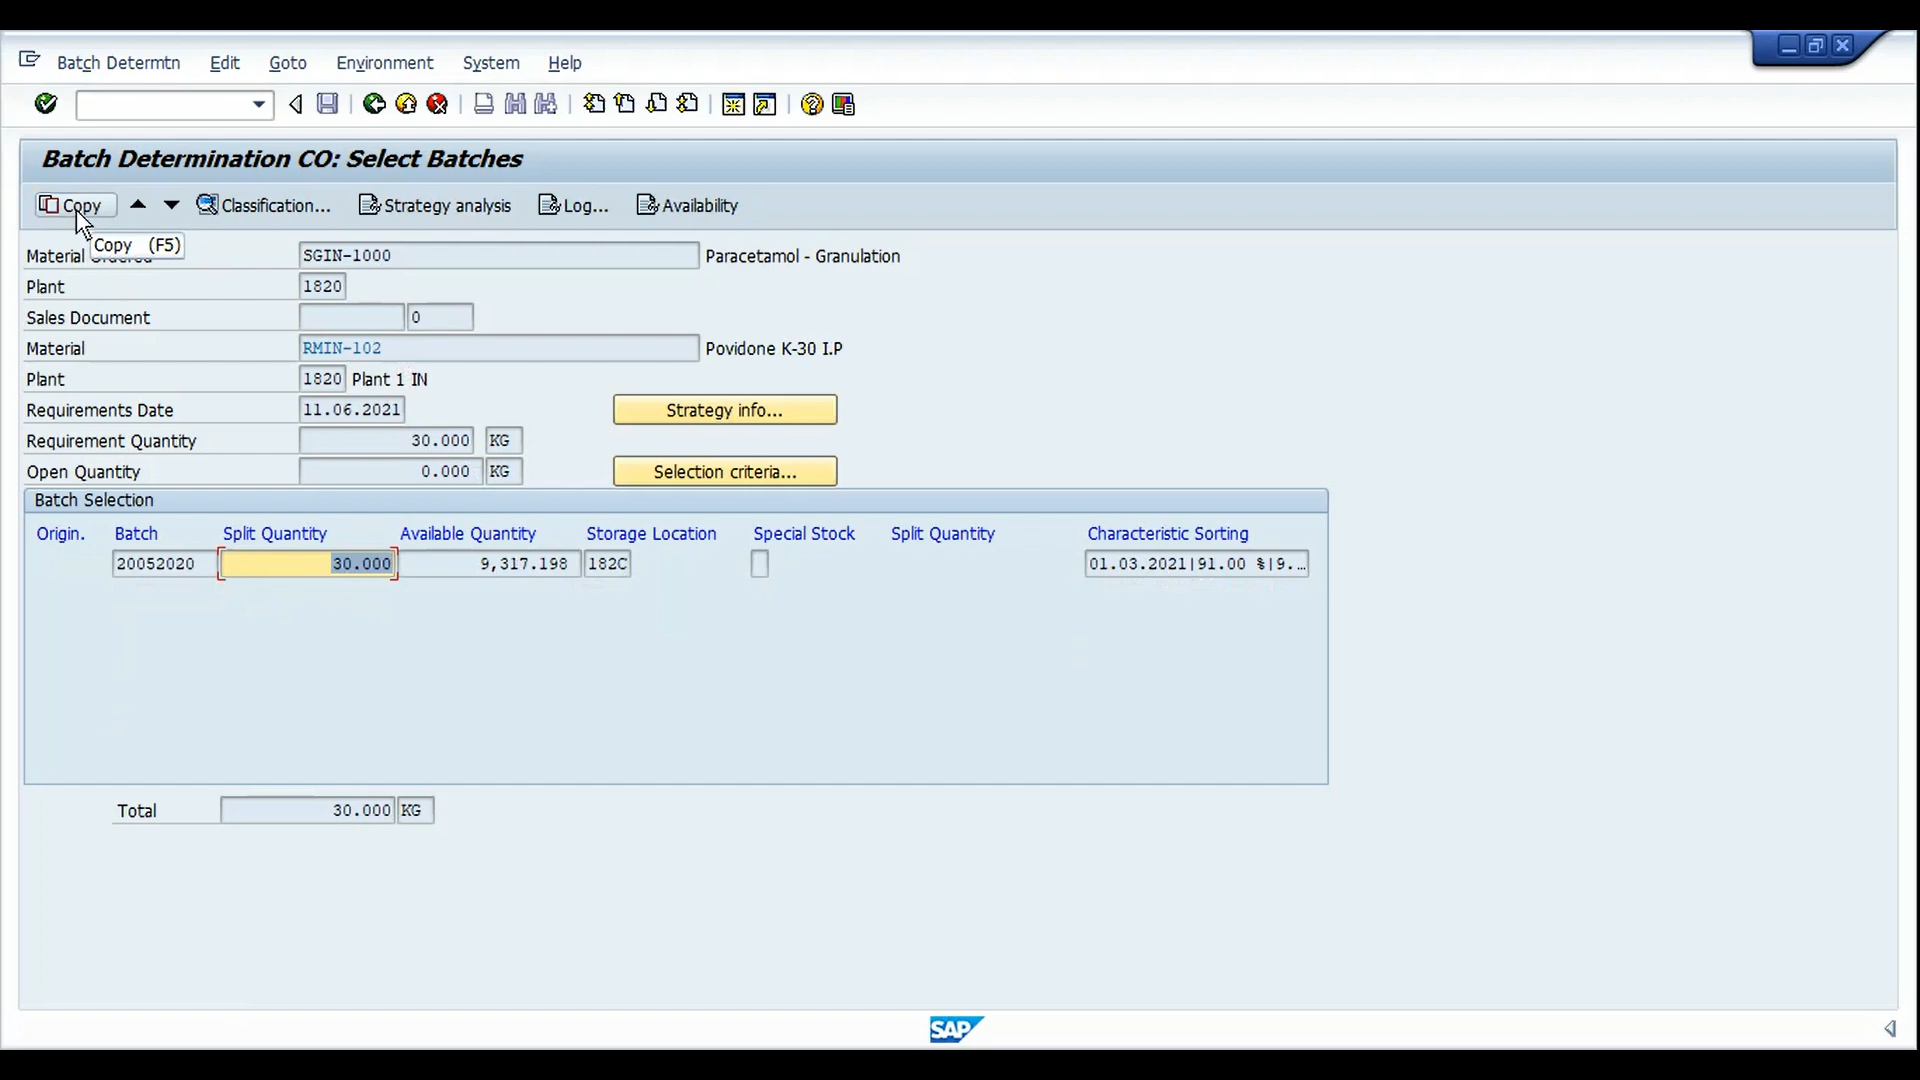 Batch Determtn Edit Goto Environment System Help
Batch Determination CO: Select Batches
Copy Classification... Strategy analysis Log... Availability
Copy (F5)
Material SGIN-1000 Paracetamol - Granulation
Plant 1820
Sales Document 0
Material RMIN-102 Povidone K-30 I.P
Plant 1820 Plant 1 IN
Requirements Date 11.06.2021 Strategy info...
Requirement Quantity 30.000 KG
Open Quantity 0.000 KG Selection criteria...
Batch Selection
Origin. Batch Split Quantity Available Quantity Storage Location Special Stock Split Quantity Characteristic Sorting
20052020 30.000 9,317.198 182C 01.03.2021|91.00 %|9...
Total 30.000 KG
SAP